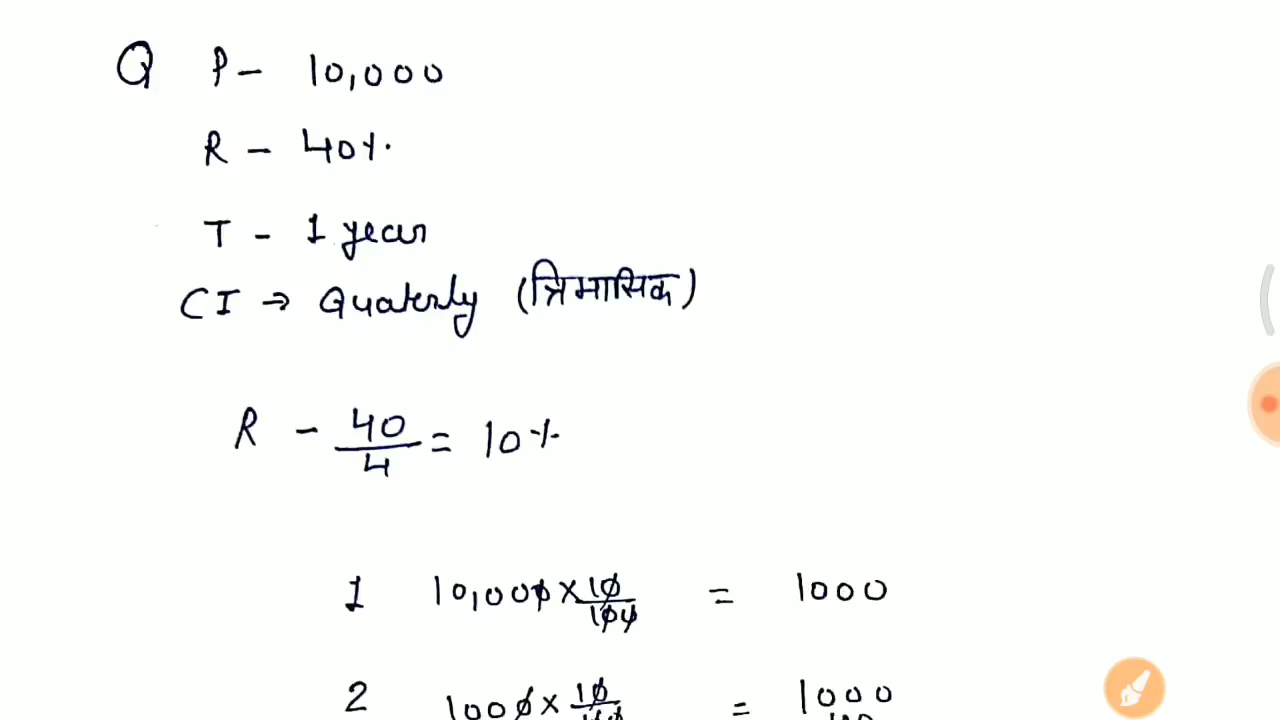 Q P - 10,000
R - 40%
T - 1 year
CI → Quaterly (त्रिमासिक)
R - 40/4 = 10%
1 10,000 × 10/100 = 1000
2 1000 × 10/100 = 1000
100